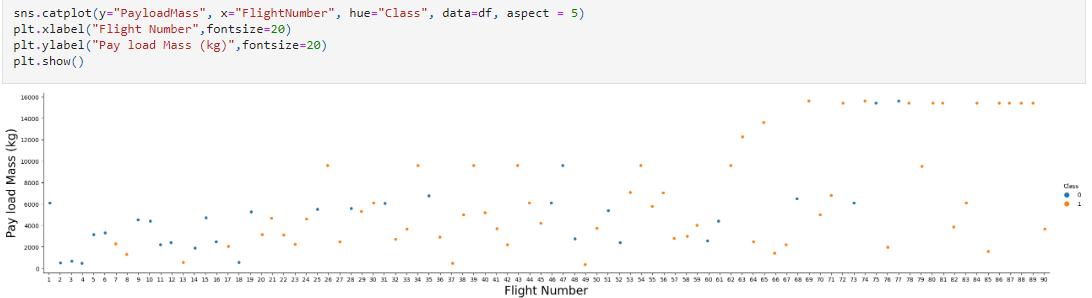 sns.catplot(y="PayloadMass", x="FlightNumber", hue="Class", data=df, aspect = 5)
plt.xlabel("Flight Number",fontsize=20)
plt.ylabel("Pay load Mass (kg)",fontsize=20)
plt.show()
16000
14000
12000
10000
8000
6000
4000
2000
0
Pay load Mass (kg)
Class
0
1
1 2 3 4 5 6 7 8 9 10 11 12 13 14 15 16 17 18 19 20 21 22 23 24 25 26 27 28 29 30 31 32 33 34 35 36 37 38 39 40 41 42 43 44 45 46 47 48 49 50 51 52 53 54 55 56 57 58 59 60 61 62 63 64 65 66 67 68 69 70 71 72 73 74 75 76 77 78 79 80 81 82 83 84 85 86 87 88 89 90
Flight Number